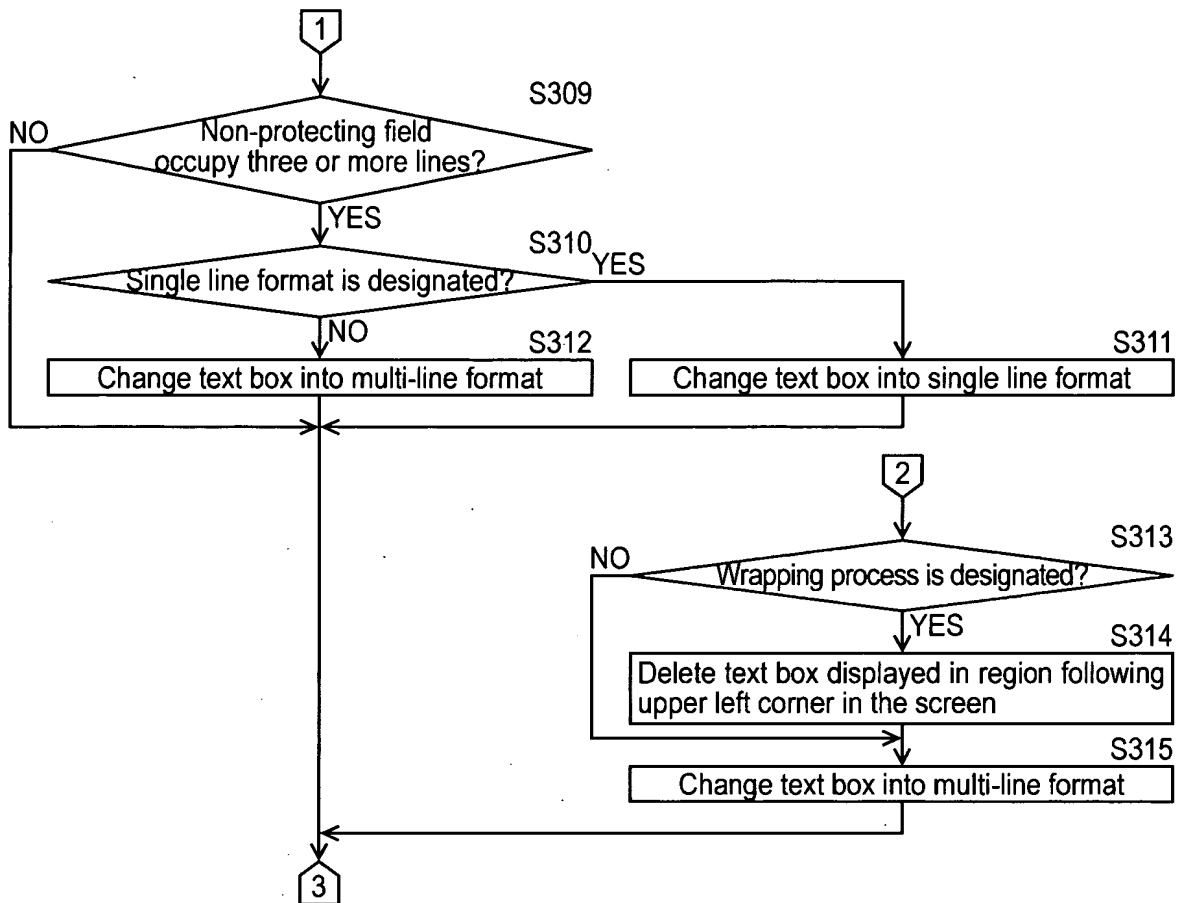 1
S309
NO
Non-protecting field
occupy three or more lines?
YES
S310
YES
Single line format is designated?
NO
S312
S311
Change text box into multi-line format
Change text box into single line format
2
S313
NO
Wrapping process is designated?
YES
S314
Delete text box displayed in region following
upper left corner in the screen
S315
Change text box into multi-line format
3